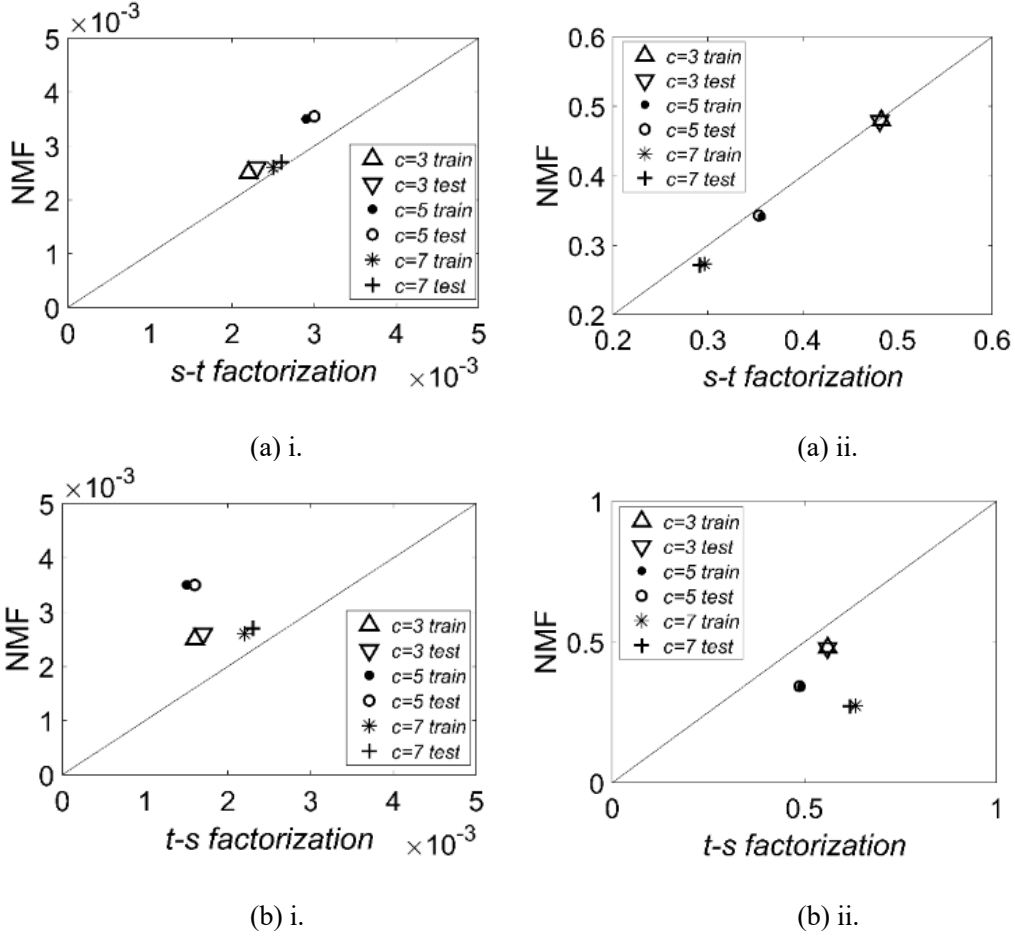 ×10⁻³
5
4
3
2
1
0
NMF
c=3 train
c=3 test
c=5 train
c=5 test
c=7 train
c=7 test
0 1 2 3 4 5
s-t factorization ×10⁻³
(a) i.
0.6
0.5
0.4
0.3
0.2
NMF
c=3 train
c=3 test
c=5 train
c=5 test
c=7 train
c=7 test
0.2 0.3 0.4 0.5 0.6
s-t factorization
(a) ii.
×10⁻³
5
4
3
2
1
0
NMF
c=3 train
c=3 test
c=5 train
c=5 test
c=7 train
c=7 test
0 1 2 3 4 5
t-s factorization ×10⁻³
(b) i.
1
0.5
0
NMF
c=3 train
c=3 test
c=5 train
c=5 test
c=7 train
c=7 test
0 0.5 1
t-s factorization
(b) ii.